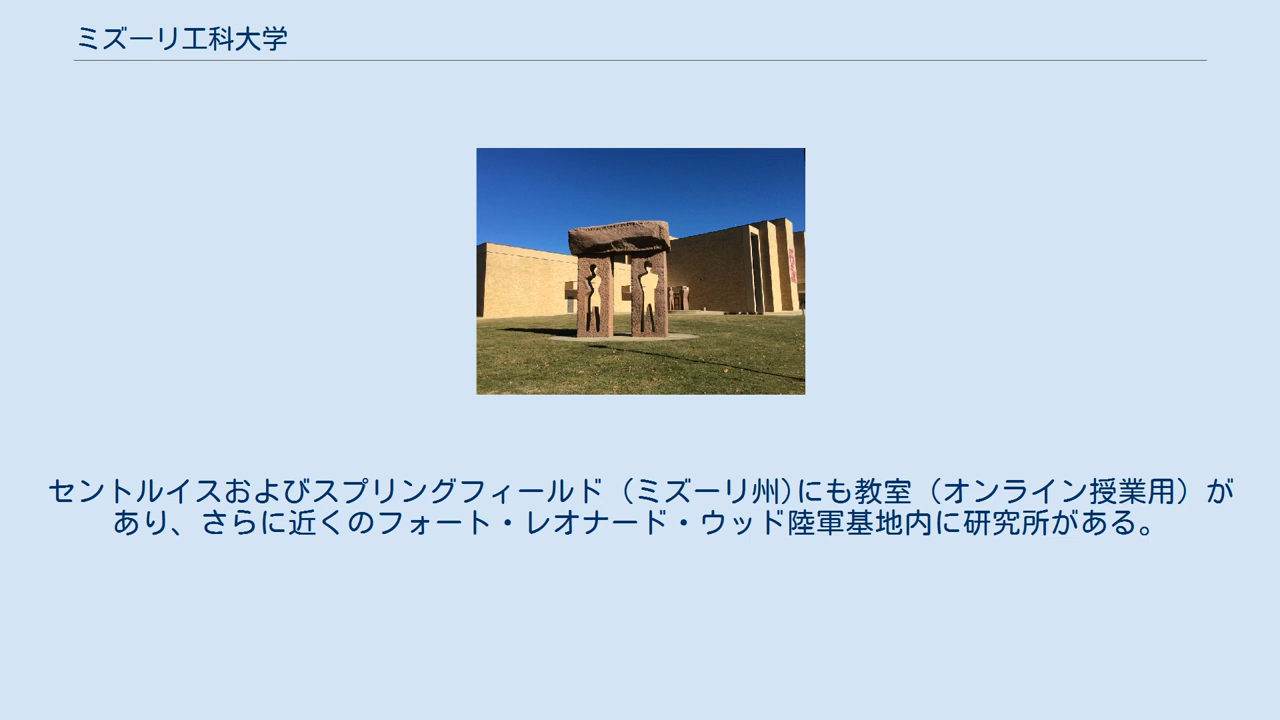 ミズーリ工科大学
セントルイスおよびスプリングフィールド（ミズーリ州)にも教室（オンライン授業用）が
あり、さらに近くのフォート・レオナード・ウッド陸軍基地内に研究所がある。